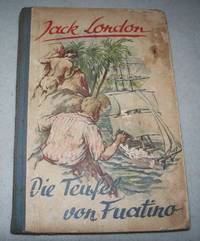 Jack London
Die Teufel
von Fuatino